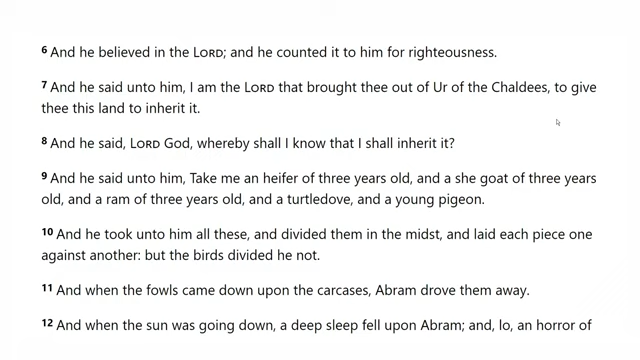 6 And he believed in the LORD; and he counted it to him for righteousness.
7 And he said unto him, I am the LORD that brought thee out of Ur of the Chaldees, to give
thee this land to inherit it.
8 And he said, LORD God, whereby shall I know that I shall inherit it?
9 And he said unto him, Take me an heifer of three years old, and a she goat of three years
old, and a ram of three years old, and a turtledove, and a young pigeon.
10 And he took unto him all these, and divided them in the midst, and laid each piece one
against another: but the birds divided he not.
11 And when the fowls came down upon the carcases, Abram drove them away.
12 And when the sun was going down, a deep sleep fell upon Abram; and, lo, an horror of